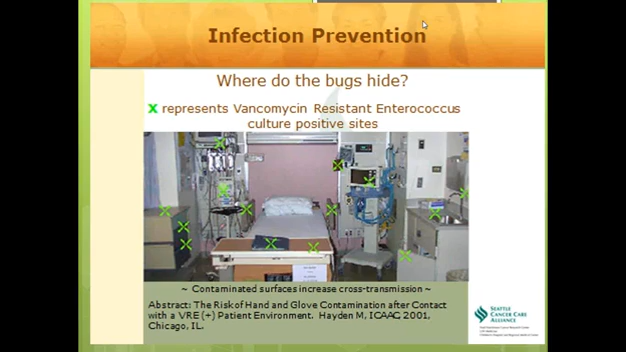 Infection Prevention
Where do the bugs hide?
X represents Vancomycin Resistant Enterococcus
culture positive sites
~ Contaminated surfaces increase cross-transmission ~
Abstract: The Risk of Hand and Glove Contamination after Contact
with a VRE (+) Patient Environment. Hayden M, ICAAC, 2001,
Chicago, IL.
SEATTLE
CANCER CARE
ALLIANCE